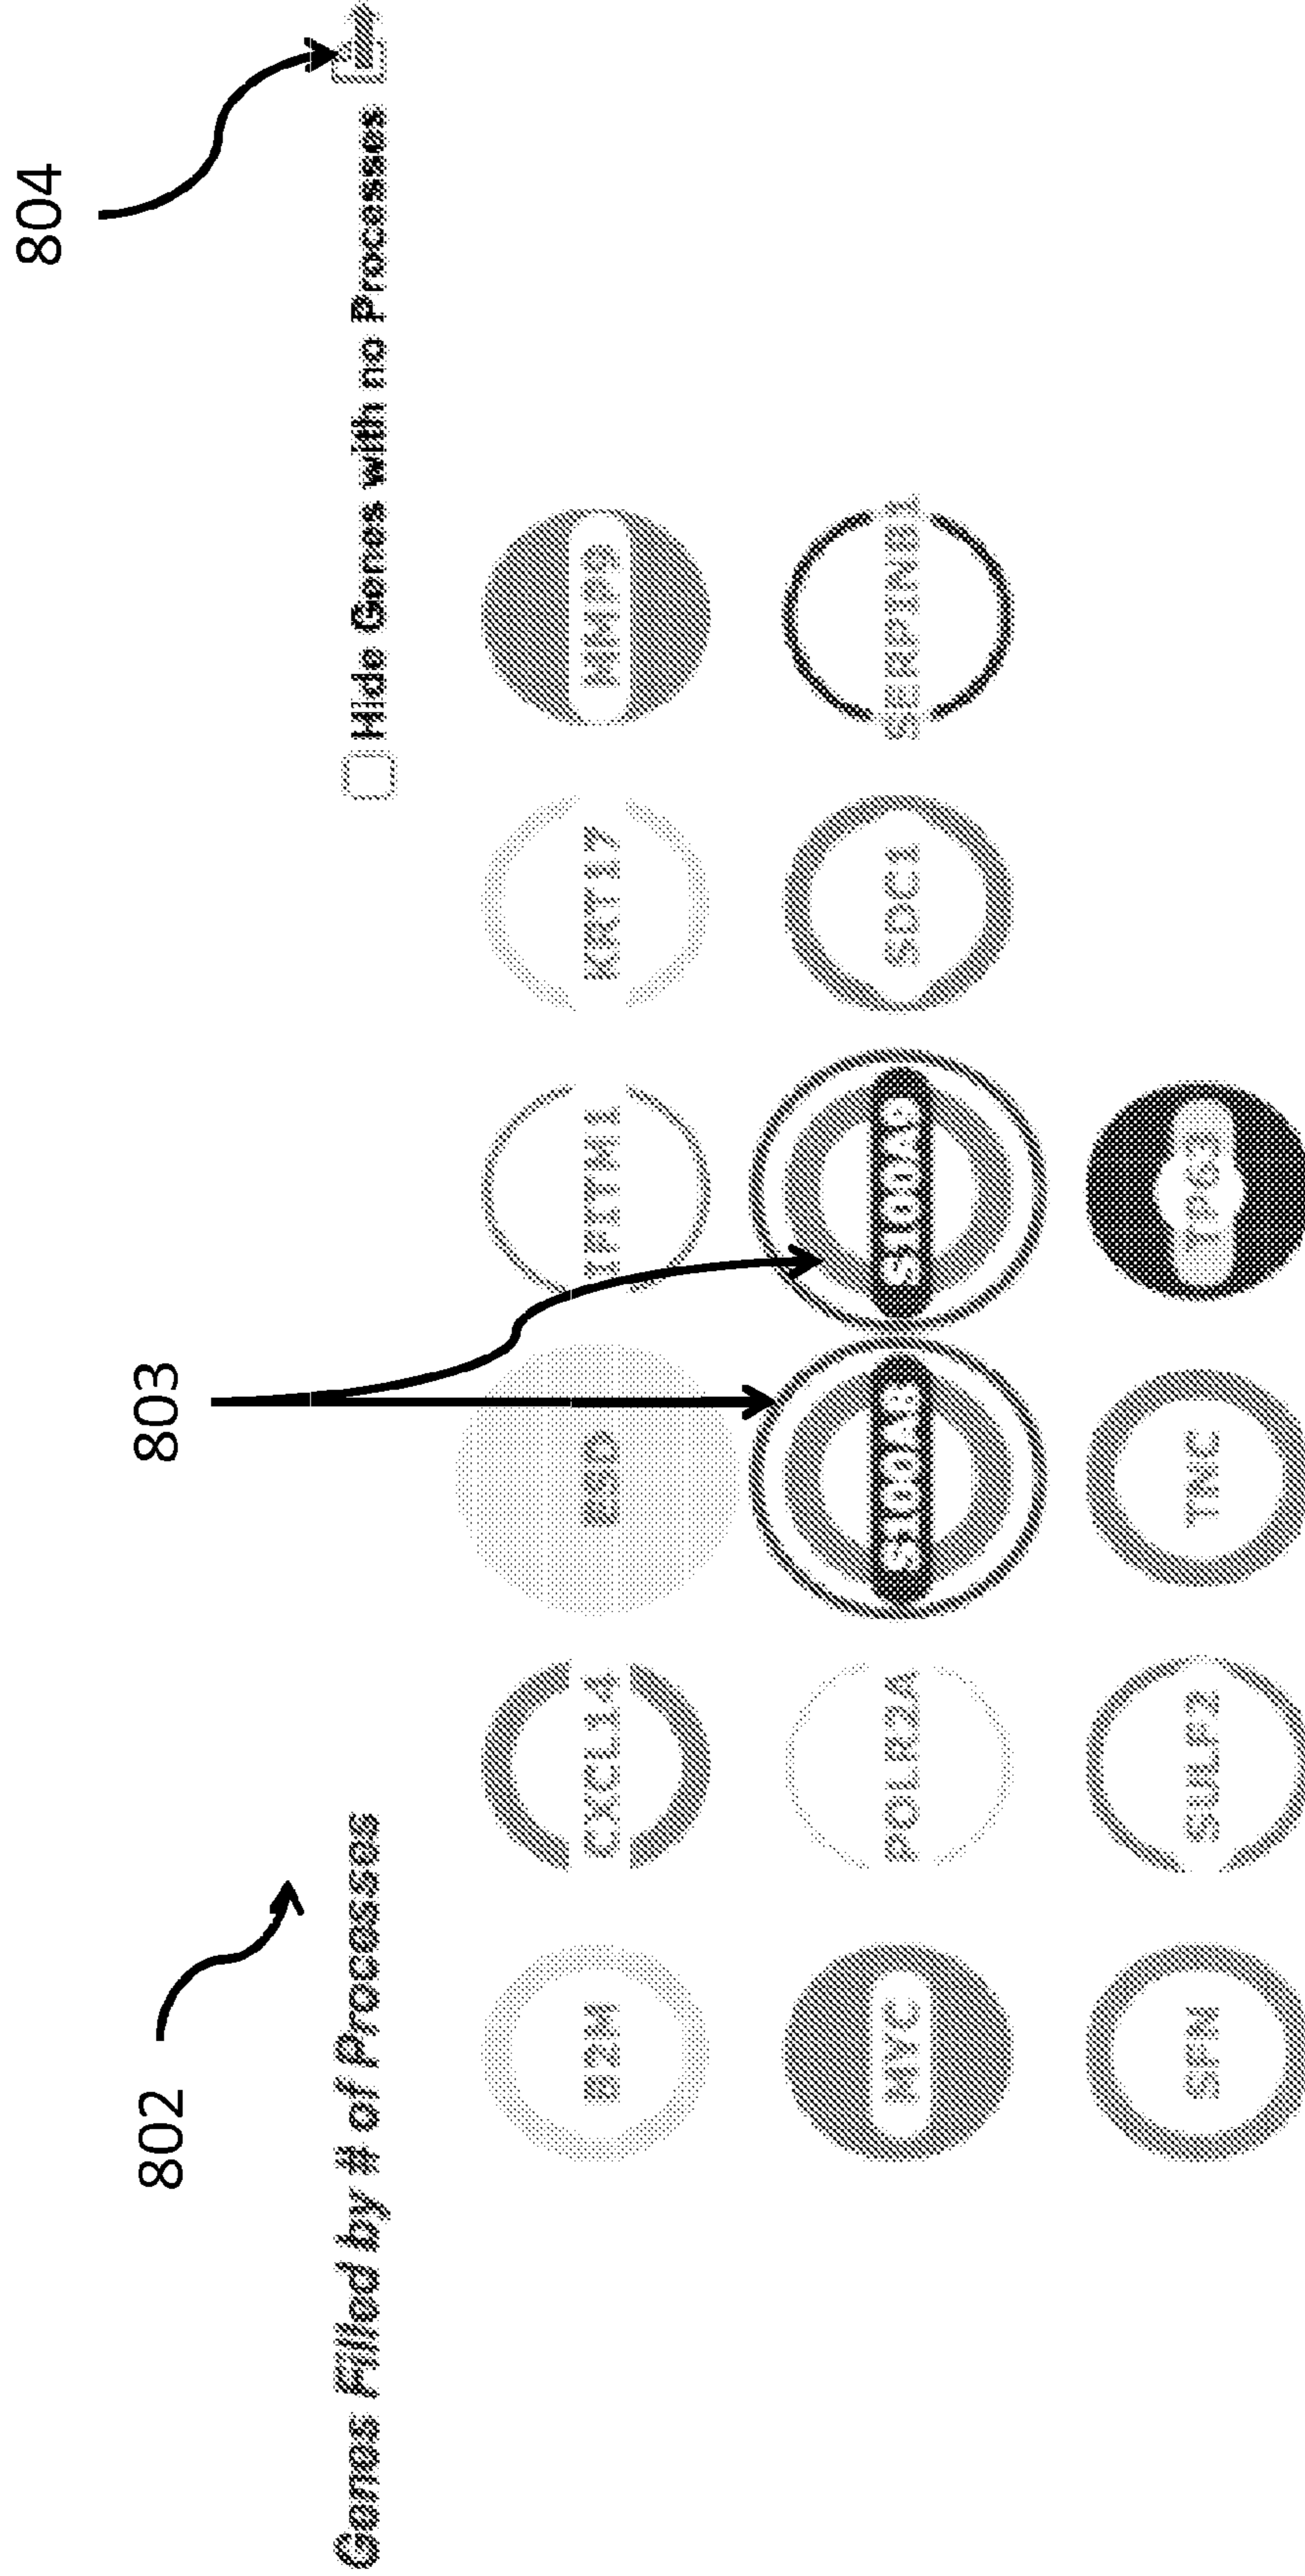 804
803
802
Genes Filled by # of Processes
Hide Genes with no Processes
B2M CXCL14 ESD IFITM1 KRT17 MMP9
MYC POLR2A S100A8 S100A9 SDC1 SERPINB1
SFN SULF2 TNC TP63